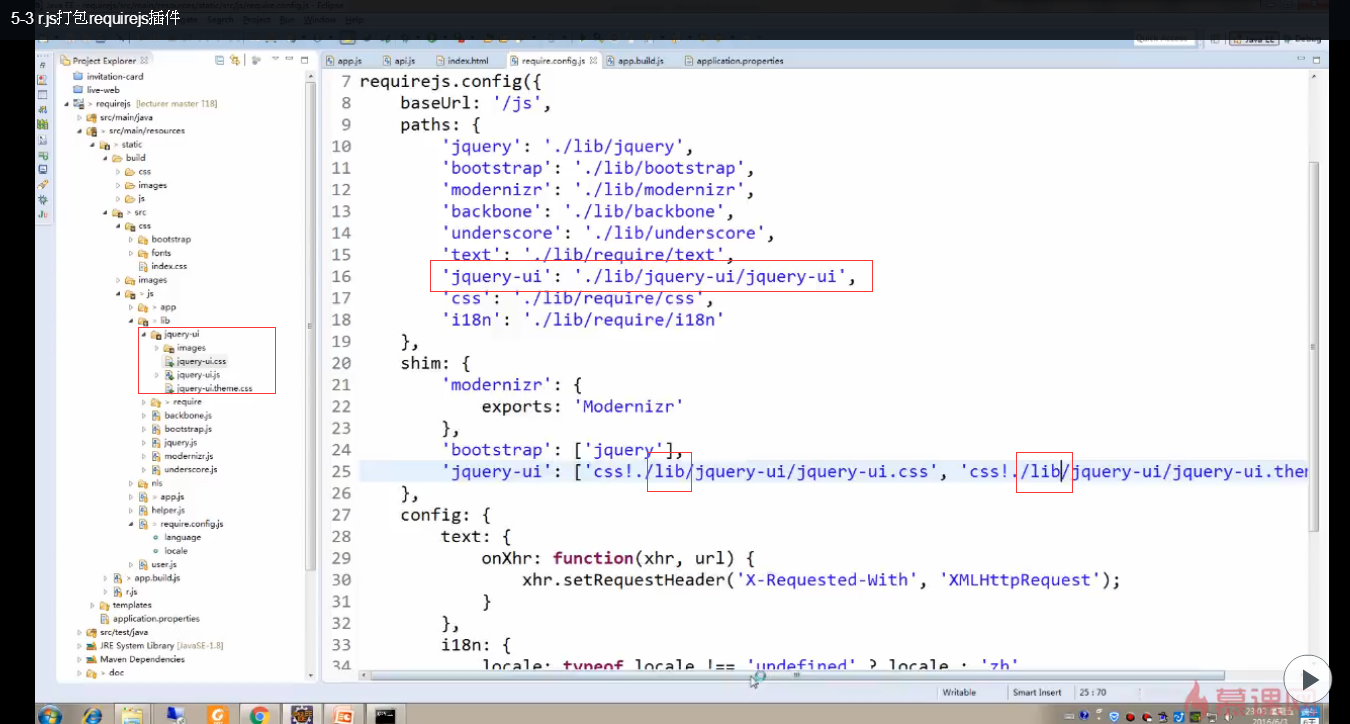 5-3 r.js打包requirejs插件
Project Explorer
app.js
api.js
index.html
require.config.js
app.build.js
application.properties
invitation-card
live-web
> requirejs [lecturer master ↑18]
src/main/java
> src/main/resources
> static
build
css
images
js
> src
css
bootstrap
fonts
index.css
images
> js
> app
> lib
jquery-ui
images
jquery-ui.css
jquery-ui.js
jquery-ui.theme.css
> require
backbone.js
bootstrap.js
jquery.js
modernizr.js
underscore.js
nls
> app.js
helper.js
> require.config.js
language
locale
user.js
> app.build.js
r.js
templates
application.properties
src/test/java
JRE System Library [JavaSE-1.8]
Maven Dependencies
> doc
7 requirejs.config({
8 baseUrl: '/js',
9 paths: {
10 'jquery': './lib/jquery',
11 'bootstrap': './lib/bootstrap',
12 'modernizr': './lib/modernizr',
13 'backbone': './lib/backbone',
14 'underscore': './lib/underscore',
15 'text': './lib/require/text',
16 'jquery-ui': './lib/jquery-ui/jquery-ui',
17 'css': './lib/require/css',
18 'i18n': './lib/require/i18n'
19 },
20 shim: {
21 'modernizr': {
22 exports: 'Modernizr'
23 },
24 'bootstrap': ['jquery'],
25 'jquery-ui': ['css!./lib/jquery-ui/jquery-ui.css', 'css!./lib/jquery-ui/jquery-ui.them
26 },
27 config: {
28 text: {
29 onXhr: function(xhr, url) {
30 xhr.setRequestHeader('X-Requested-With', 'XMLHttpRequest');
31 }
32 },
33 i18n: {
34 locale: typeof locale !== 'undefined' ? locale : 'zh'
Writable
Smart Insert
25 : 70
慕课网